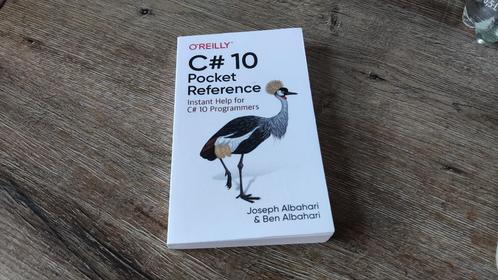 O'REILLY
C# 10
Pocket
Reference
Instant Help for
C# 10 Programmers
Joseph Albahari
& Ben Albahari